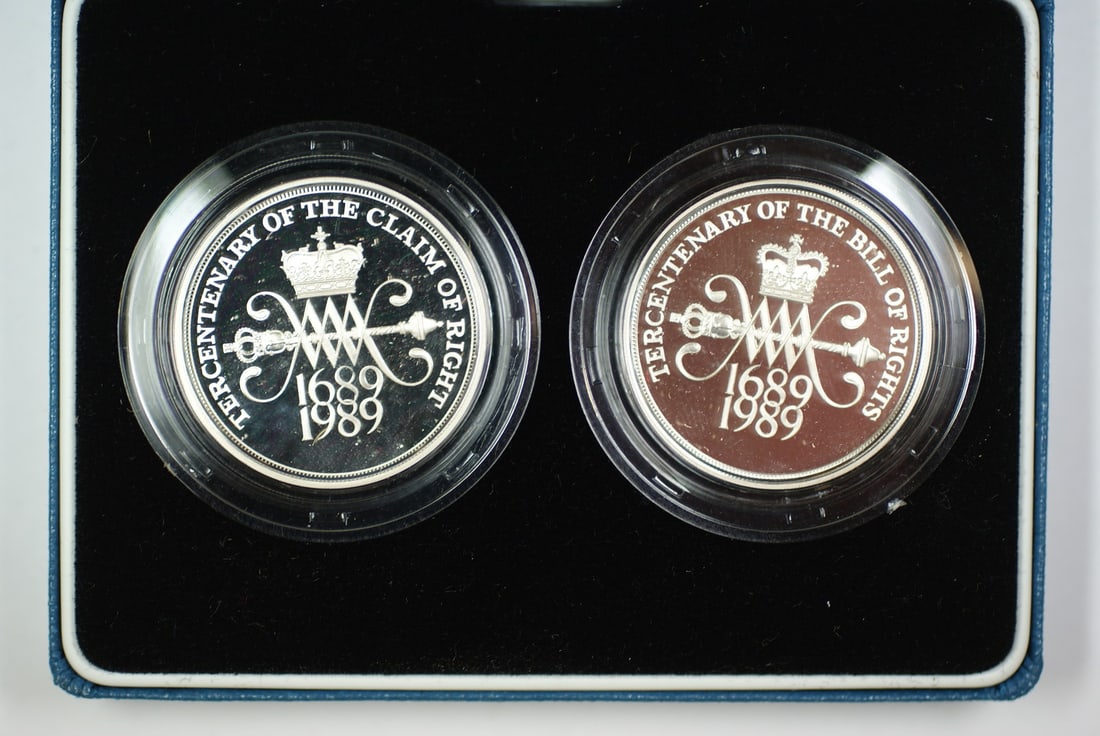 TERCENTENARY OF THE CLAIM OF RIGHT
1689
1989
TERCENTENARY OF THE BILL OF RIGHTS
1689
1989